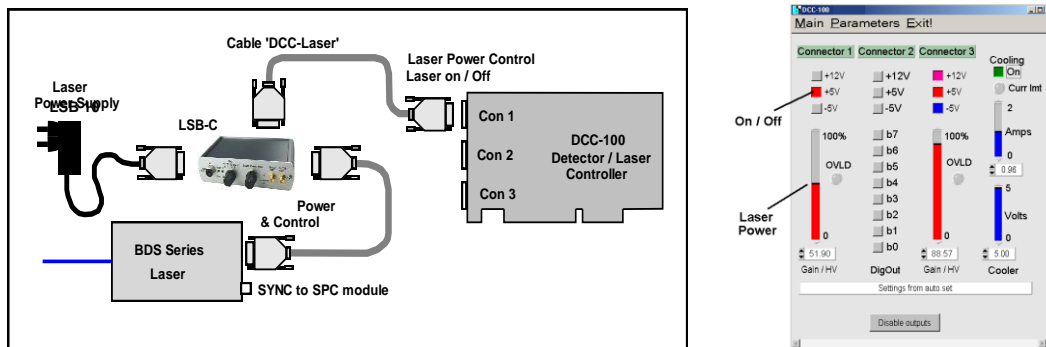 Cable 'DCC-Laser'
Laser Power Control
Laser on / Off
Laser
Power Supply
LSB-C
Con 1
Con 2
Con 3
DCC-100
Detector / Laser
Controller
Power
& Control
BDS Series
Laser
SYNC to SPC module
On / Off
Laser
Power
DCC-100
Main Parameters Exit!
Connector 1 Connector 2 Connector 3
Cooling
On
Curr lmt
+12V +12V +12V
+5V +5V +5V
-5V -5V -5V
2
Amps
0
0.96
100% b7 100%
b6
OVLD b5 OVLD
b4
b3
b2
b1
0 b0 0
5
Volts
0
51.90 88.57 5.00
Gain / HV DigOut Gain / HV Cooler
Settings from auto set
Disable outputs